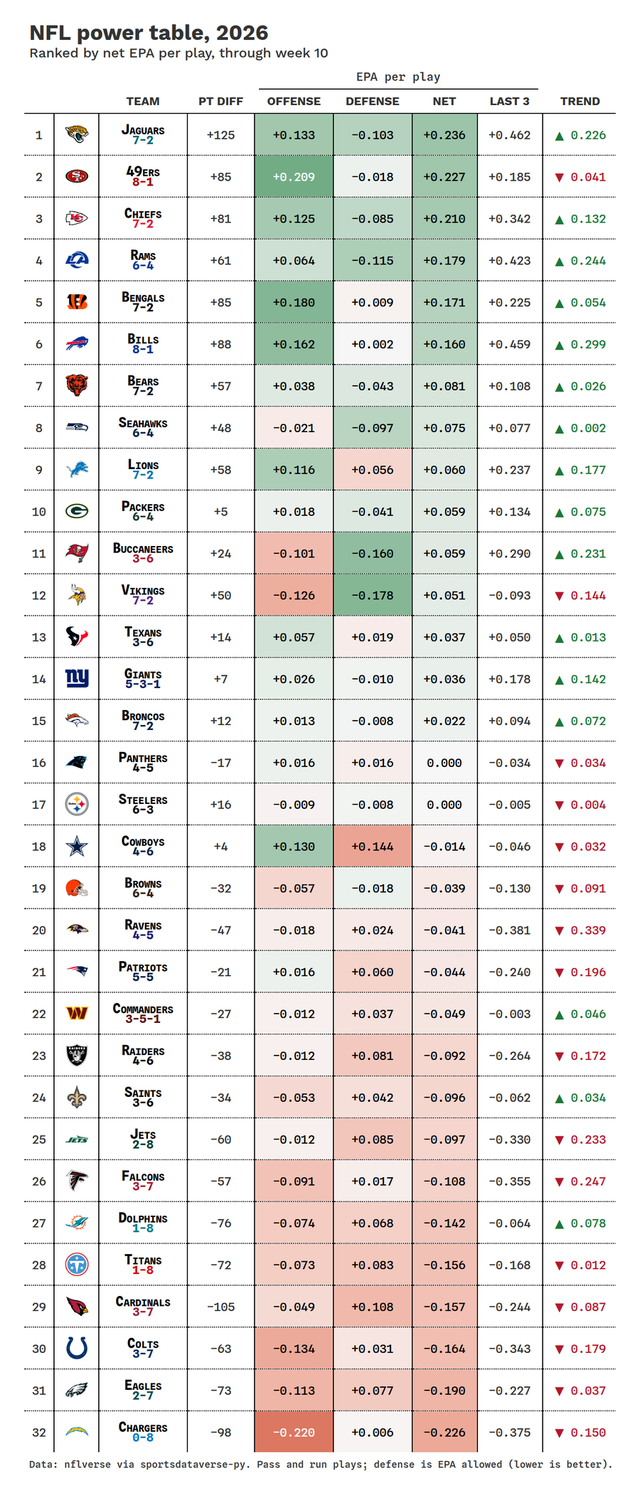 NFL power table, 2026
Ranked by net EPA per play, through week 10
EPA per play
TEAM PT DIFF OFFENSE DEFENSE NET LAST 3 TREND
1 JAGUARS 7-2 +125 +0.133 −0.103 +0.236 +0.462 ▲ 0.226
2 49ERS 8-1 +85 +0.209 −0.018 +0.227 +0.185 ▼ 0.041
3 CHIEFS 7-2 +81 +0.125 −0.085 +0.210 +0.342 ▲ 0.132
4 RAMS 6-4 +61 +0.064 −0.115 +0.179 +0.423 ▲ 0.244
5 BENGALS 7-2 +85 +0.180 +0.009 +0.171 +0.225 ▲ 0.054
6 BILLS 8-1 +88 +0.162 +0.002 +0.160 +0.459 ▲ 0.299
7 BEARS 7-2 +57 +0.038 −0.043 +0.081 +0.108 ▲ 0.026
8 SEAHAWKS 6-4 +48 −0.021 −0.097 +0.075 +0.077 ▲ 0.002
9 LIONS 7-2 +58 +0.116 +0.056 +0.060 +0.237 ▲ 0.177
10 PACKERS 6-4 +5 +0.018 −0.041 +0.059 +0.134 ▲ 0.075
11 BUCCANEERS 3-6 +24 −0.101 −0.160 +0.059 +0.290 ▲ 0.231
12 VIKINGS 7-2 +50 −0.126 −0.178 +0.051 −0.093 ▼ 0.144
13 TEXANS 3-6 +14 +0.057 +0.019 +0.037 +0.050 ▲ 0.013
14 ny GIANTS 5-3-1 +7 +0.026 −0.010 +0.036 +0.178 ▲ 0.142
15 BRONCOS 7-2 +12 +0.013 −0.008 +0.022 +0.094 ▲ 0.072
16 PANTHERS 4-5 −17 +0.016 +0.016 0.000 −0.034 ▼ 0.034
17 STEELERS 6-3 +16 −0.009 −0.008 0.000 −0.005 ▼ 0.004
18 COWBOYS 4-6 +4 +0.130 +0.144 −0.014 −0.046 ▼ 0.032
19 BROWNS 6-4 −32 −0.057 −0.018 −0.039 −0.130 ▼ 0.091
20 RAVENS 4-5 −47 −0.018 +0.024 −0.041 −0.381 ▼ 0.339
21 PATRIOTS 5-5 −21 +0.016 +0.060 −0.044 −0.240 ▼ 0.196
22 COMMANDERS 3-5-1 −27 −0.012 +0.037 −0.049 −0.003 ▲ 0.046
23 RAIDERS 4-6 −38 −0.012 +0.081 −0.092 −0.264 ▼ 0.172
24 SAINTS 3-6 −34 −0.053 +0.042 −0.096 −0.062 ▲ 0.034
25 JETS JETS 2-8 −60 −0.012 +0.085 −0.097 −0.330 ▼ 0.233
26 FALCONS 3-7 −57 −0.091 +0.017 −0.108 −0.355 ▼ 0.247
27 DOLPHINS 1-8 −76 −0.074 +0.068 −0.142 −0.064 ▲ 0.078
28 TITANS 1-8 −72 −0.073 +0.083 −0.156 −0.168 ▼ 0.012
29 CARDINALS 3-7 −105 −0.049 +0.108 −0.157 −0.244 ▼ 0.087
30 COLTS 3-7 −63 −0.134 +0.031 −0.164 −0.343 ▼ 0.179
31 EAGLES 2-7 −73 −0.113 +0.077 −0.190 −0.227 ▼ 0.037
32 CHARGERS 0-8 −98 −0.220 +0.006 −0.226 −0.375 ▼ 0.150
Data: nflverse via sportsdataverse-py. Pass and run plays; defense is EPA allowed (lower is better).